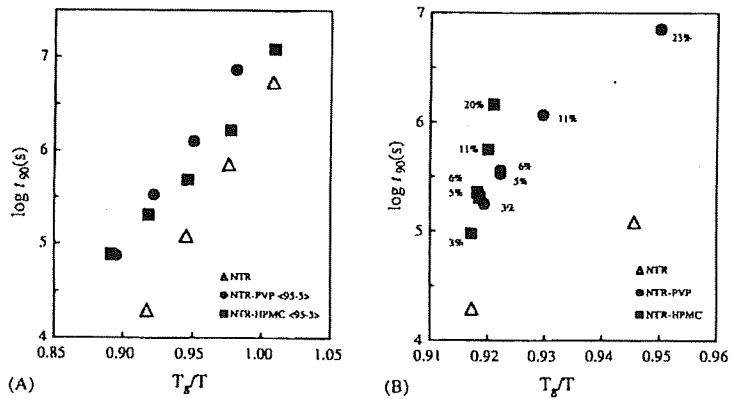 7
6
5
4
log t90(s)
0.85 0.90 0.95 1.00 1.05
Tg/T
(A)
NTR
NTR-PVP <95-5>
NTR-HPMC <95-5>
7
6
5
4
log t90(s)
0.91 0.92 0.93 0.94 0.95 0.96
Tg/T
(B)
23%
20%
11%
11%
6%
5%
6%
5%
3%
3%
NTR
NTR-PVP
NTR-HPMC